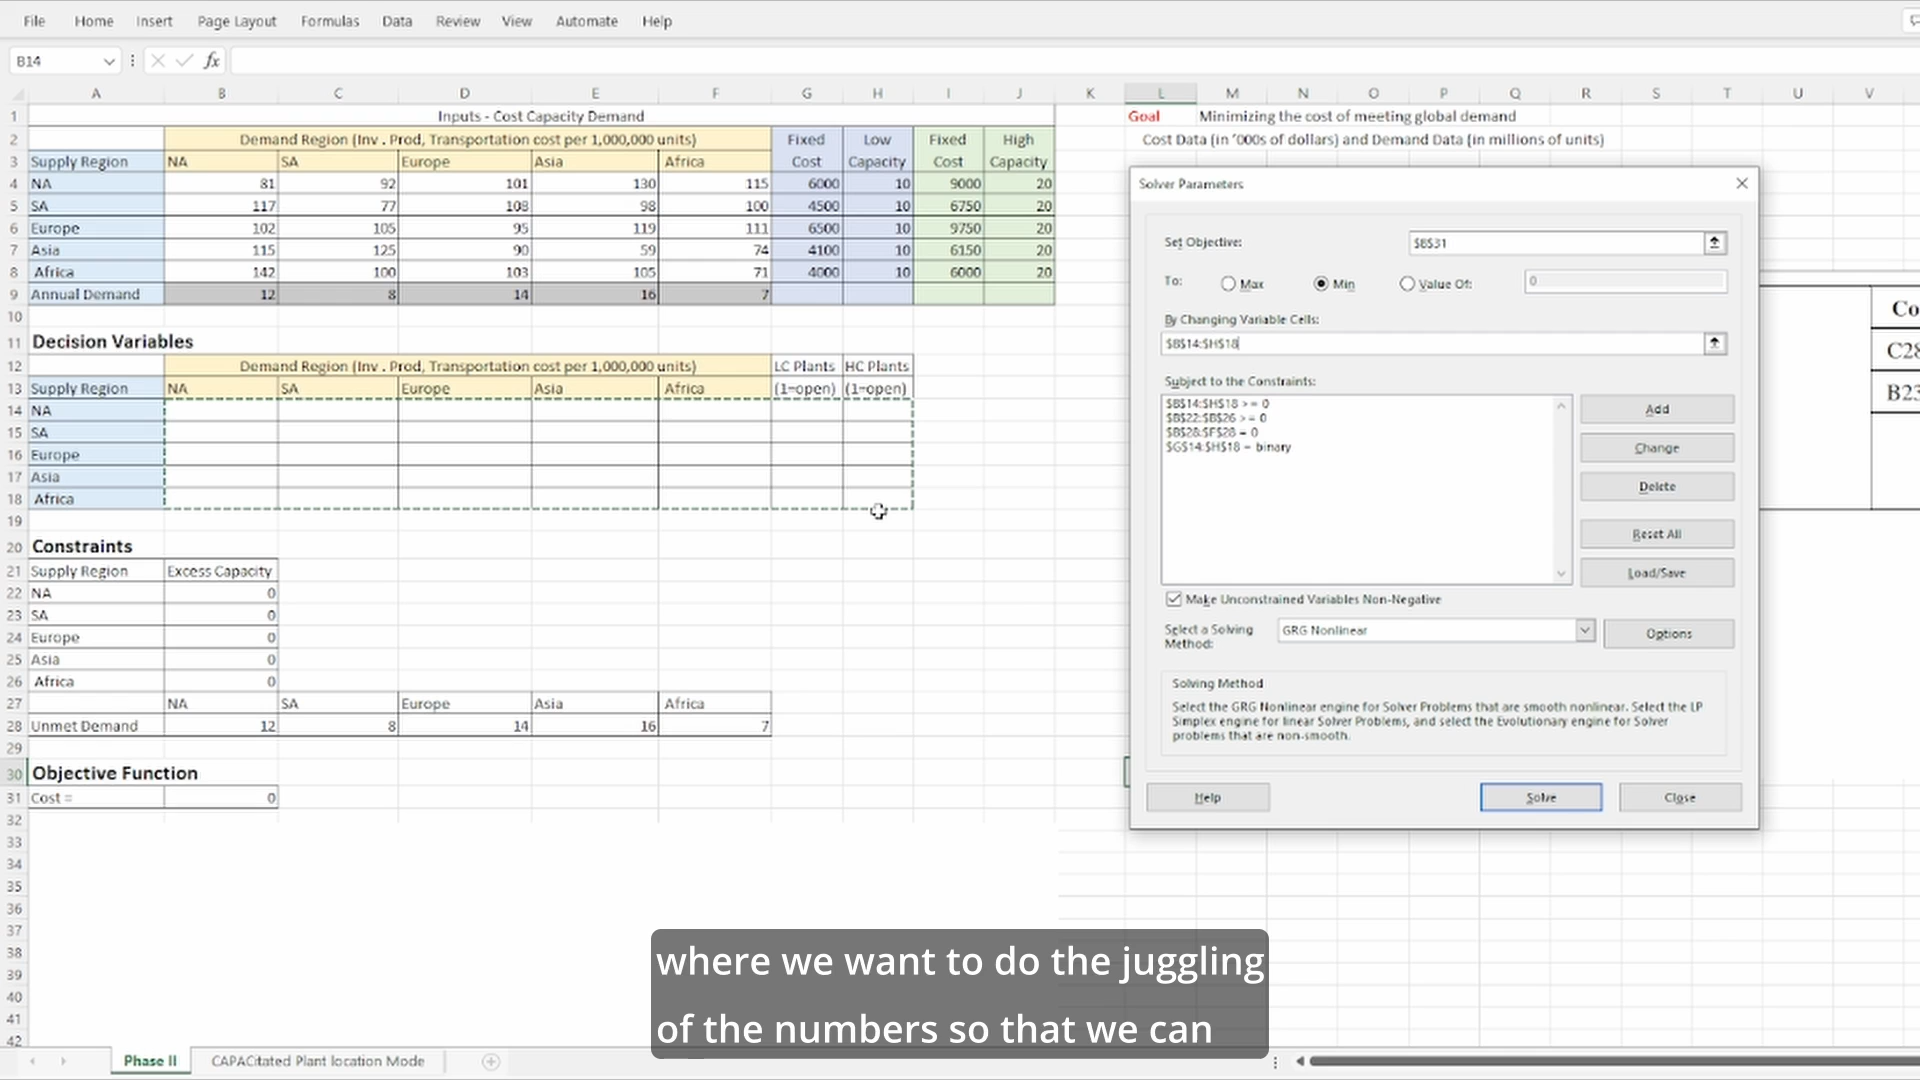 File Home Insert Page Layout Formulas Data Review View Automate Help
B14 fx
A B C D E F G H I J K L M N O P Q R S T U V
1 Inputs - Cost Capacity Demand Goal Minimizing the cost of meeting global demand
2 Demand Region (Inv . Prod, Transportation cost per 1,000,000 units) Fixed Low Fixed High Cost Data (in '000s of dollars) and Demand Data (in millions of units)
3 Supply Region NA SA Europe Asia Africa Cost Capacity Cost Capacity
4 NA 81 92 101 130 115 6000 10 9000 20
5 SA 117 77 108 98 100 4500 10 6750 20
6 Europe 102 105 95 119 111 6500 10 9750 20
7 Asia 115 125 90 59 74 4100 10 6150 20
8 Africa 142 100 103 105 71 4000 10 6000 20
9 Annual Demand 12 8 14 16 7
10
11 Decision Variables
12 Demand Region (Inv . Prod, Transportation cost per 1,000,000 units) LC Plants HC Plants
13 Supply Region NA SA Europe Asia Africa (1=open) (1=open)
14 NA
15 SA
16 Europe
17 Asia
18 Africa
19
20 Constraints
21 Supply Region Excess Capacity
22 NA 0
23 SA 0
24 Europe 0
25 Asia 0
26 Africa 0
27 NA SA Europe Asia Africa
28 Unmet Demand 12 8 14 16 7
29
30 Objective Function
31 Cost = 0
32
33
34
35
36
37
38
39
40
41
42
Solver Parameters
Set Objective: $B$31
To: Max Min Value Of: 0
By Changing Variable Cells:
$B$14:$H$18
Subject to the Constraints:
$B$14:$H$18 >= 0
$B$22:$B$26 >= 0
$B$28:$F$28 = 0
$G$14:$H$18 = binary
Add
Change
Delete
Reset All
Load/Save
Make Unconstrained Variables Non-Negative
Select a Solving Method: GRG Nonlinear Options
Solving Method
Select the GRG Nonlinear engine for Solver Problems that are smooth nonlinear. Select the LP
Simplex engine for linear Solver Problems, and select the Evolutionary engine for Solver
problems that are non-smooth.
Help Solve Close
Co
C28
B23
where we want to do the juggling
of the numbers so that we can
Phase II CAPACitated Plant location Mode